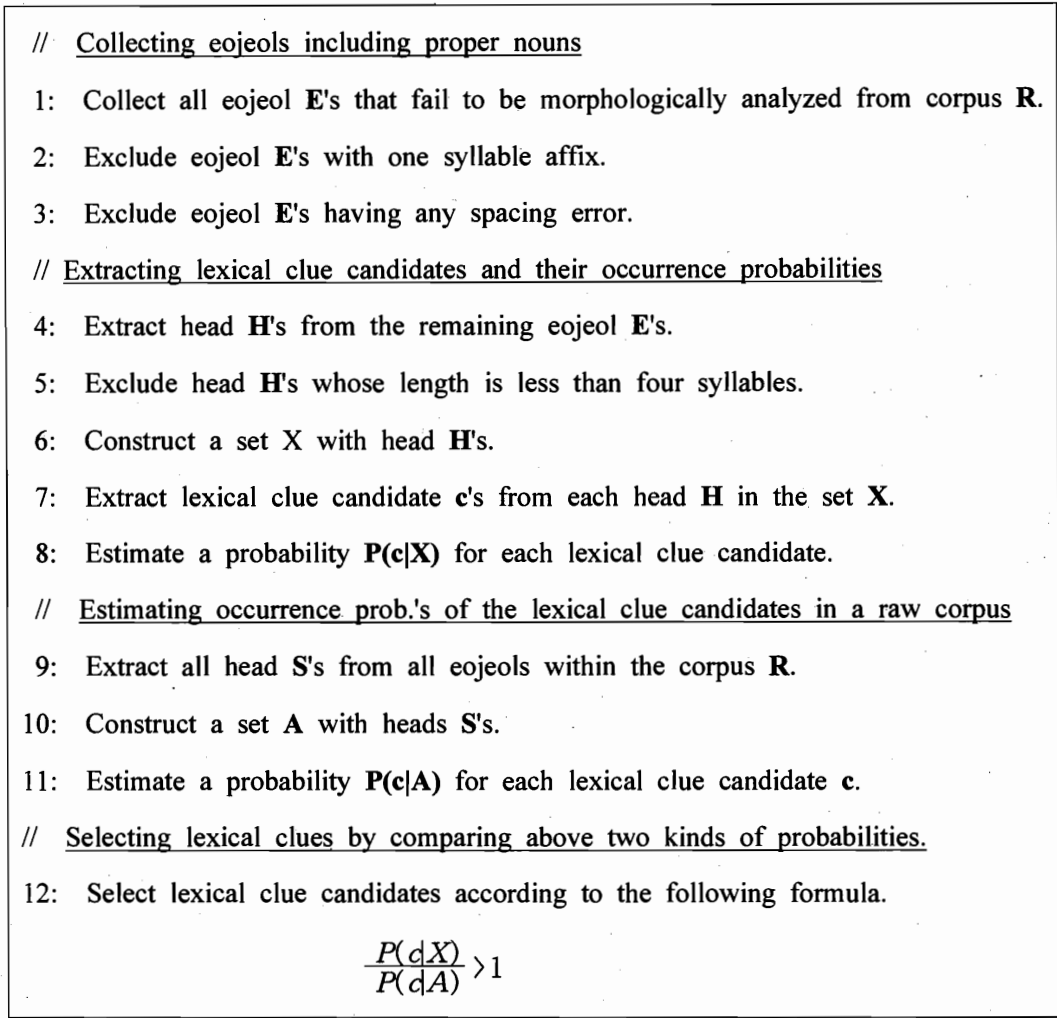 // Collecting eojeols including proper nouns
1: Collect all eojeol E's that fail to be morphologically analyzed from corpus R.
2: Exclude eojeol E's with one syllable affix.
3: Exclude eojeol E's having any spacing error.
// Extracting lexical clue candidates and their occurrence probabilities
4: Extract head H's from the remaining eojeol E's.
5: Exclude head H's whose length is less than four syllables.
6: Construct a set X with head H's.
7: Extract lexical clue candidate c's from each head H in the set X.
8: Estimate a probability P(c|X) for each lexical clue candidate.
// Estimating occurrence prob.'s of the lexical clue candidates in a raw corpus
9: Extract all head S's from all eojeols within the corpus R.
10: Construct a set A with heads S's.
11: Estimate a probability P(c|A) for each lexical clue candidate c.
// Selecting lexical clues by comparing above two kinds of probabilities.
12: Select lexical clue candidates according to the following formula.
P(c|X)
P(c|A) >1